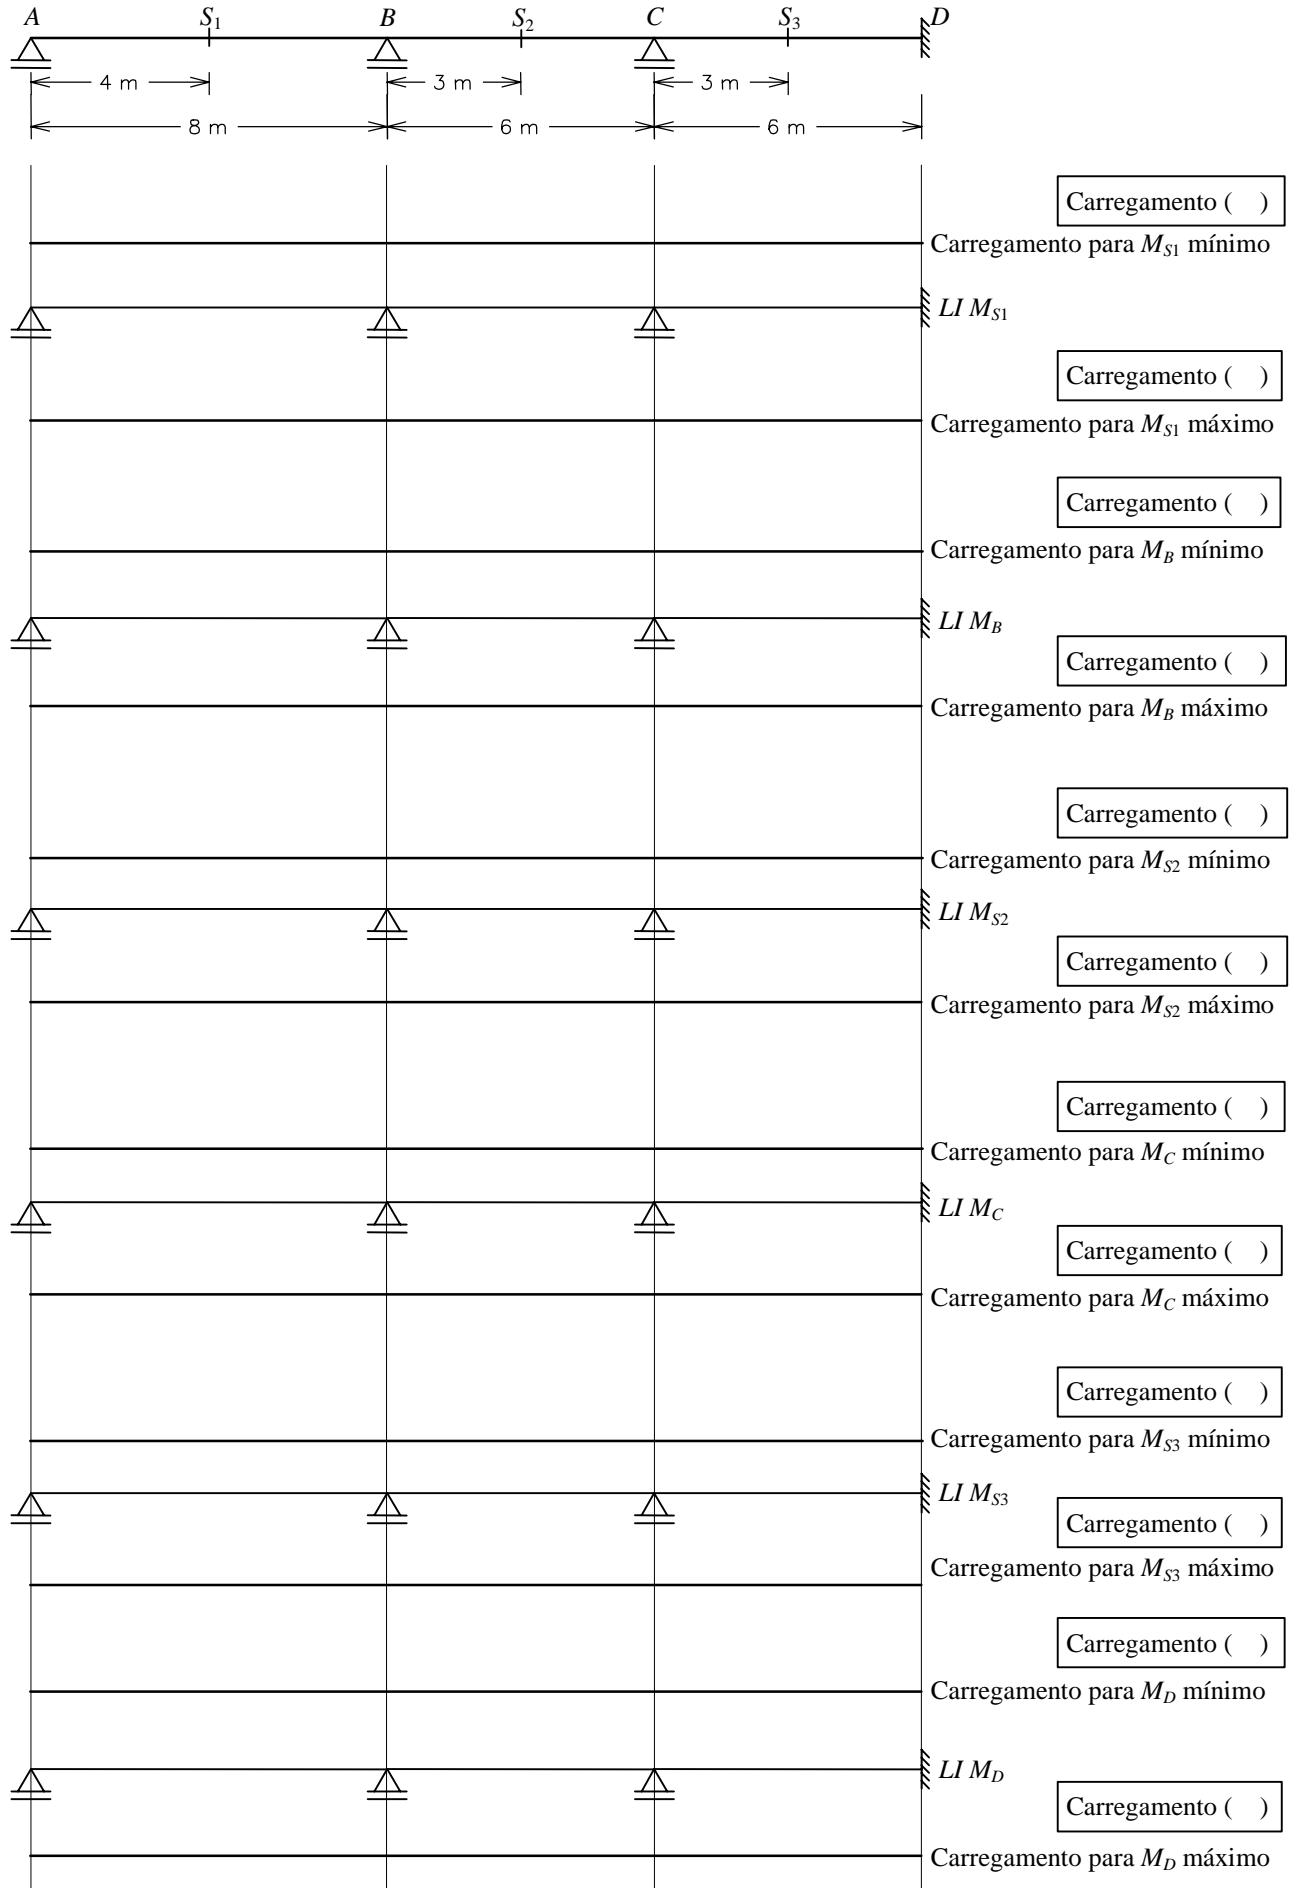 A S1 B S2 C S3 D
4 m 3 m 3 m
8 m 6 m 6 m
Carregamento ( )
Carregamento para MS1 mínimo
LI MS1
Carregamento ( )
Carregamento para MS1 máximo
Carregamento ( )
Carregamento para MB mínimo
LI MB
Carregamento ( )
Carregamento para MB máximo
Carregamento ( )
Carregamento para MS2 mínimo
LI MS2
Carregamento ( )
Carregamento para MS2 máximo
Carregamento ( )
Carregamento para MC mínimo
LI MC
Carregamento ( )
Carregamento para MC máximo
Carregamento ( )
Carregamento para MS3 mínimo
LI MS3
Carregamento ( )
Carregamento para MS3 máximo
Carregamento ( )
Carregamento para MD mínimo
LI MD
Carregamento ( )
Carregamento para MD máximo